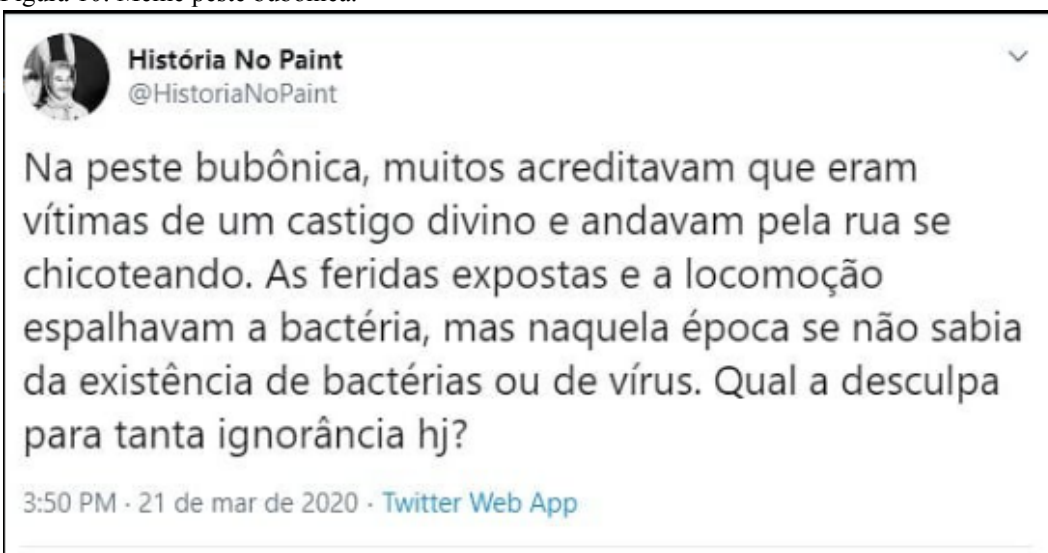 Figura 10: Meme peste bubônica.
História No Paint
@HistoriaNoPaint
Na peste bubônica, muitos acreditavam que eram
vítimas de um castigo divino e andavam pela rua se
chicoteando. As feridas expostas e a locomoção
espalhavam a bactéria, mas naquela época se não sabia
da existência de bactérias ou de vírus. Qual a desculpa
para tanta ignorância hj?
3:50 PM · 21 de mar de 2020 · Twitter Web App